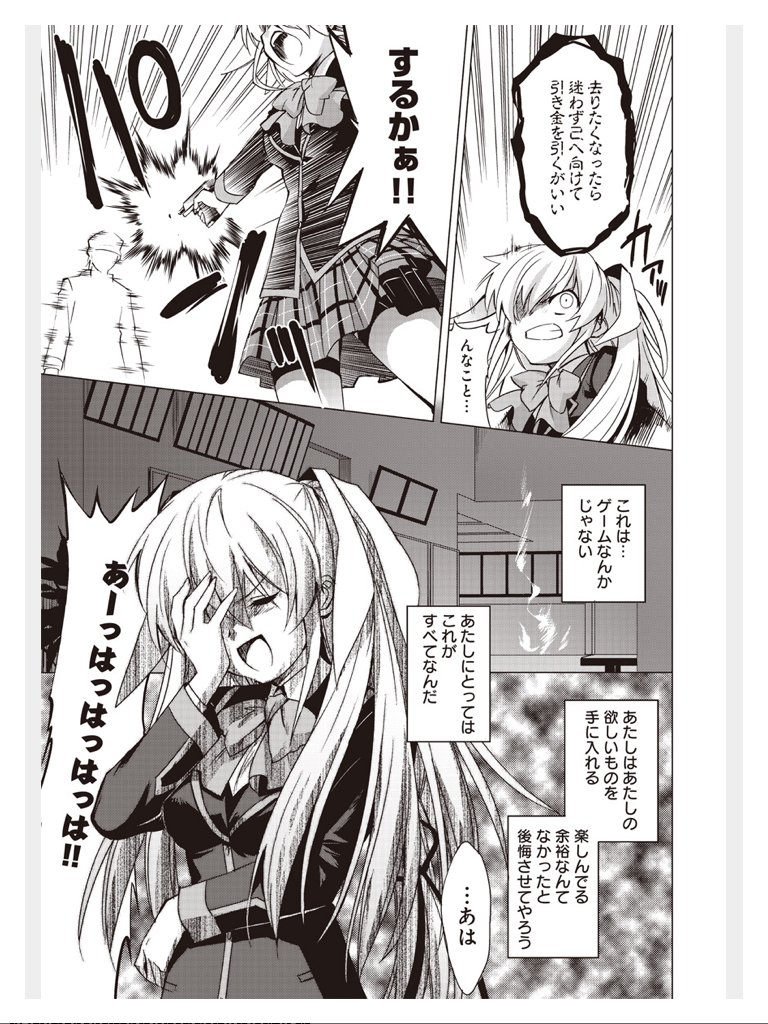 去りたくなったら
迷わず己へ向けて
引き金を引くがいい
ガアッ
んなこと…
するかぁ!!
これは…
ゲームなんか
じゃない
あたしにとっては
これが
すべてなんだ
あたしはあたしの
欲しいものを
手に入れる
楽しんでる
余裕なんて
なかったと
後悔させてやろう
…あは
あーっはっはっはっは!!